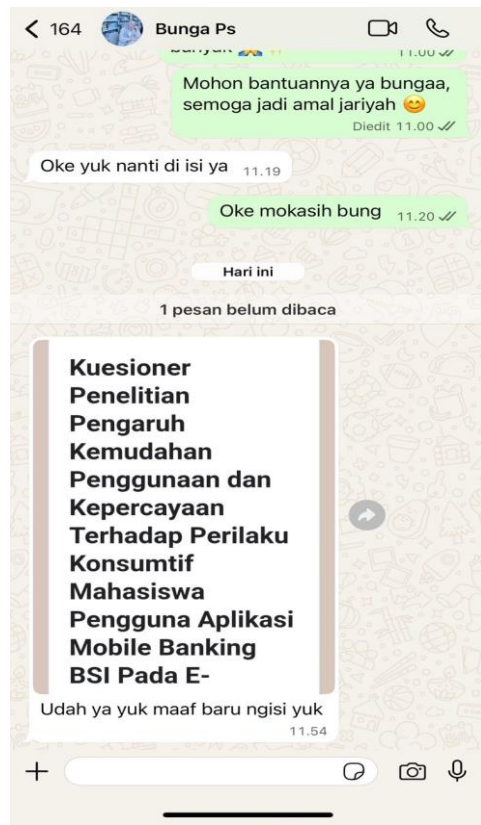 164 Bunga Ps
11.00
Mohon bantuannya ya bungaa,
semoga jadi amal jariyah 😊
Diedit 11.00
Oke yuk nanti di isi ya 11.19
Oke mokasih bung 11.20
Hari ini
1 pesan belum dibaca
Kuesioner
Penelitian
Pengaruh
Kemudahan
Penggunaan dan
Kepercayaan
Terhadap Perilaku
Konsumtif
Mahasiswa
Pengguna Aplikasi
Mobile Banking
BSI Pada E-
Udah ya yuk maaf baru ngisi yuk
11.54